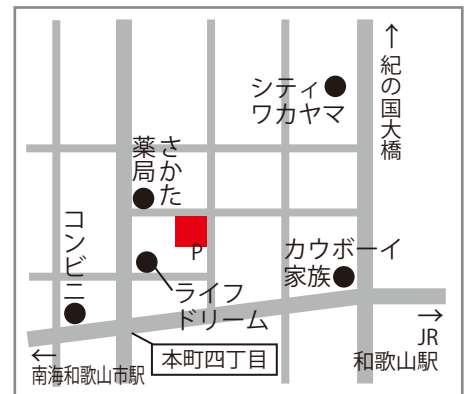 ↑紀の国大橋
シティ
ワカヤマ
さかた
薬局
コンビニ
P
カウボーイ
家族
ライフ
ドリーム
本町四丁目
→
JR
和歌山駅
←
南海和歌山市駅